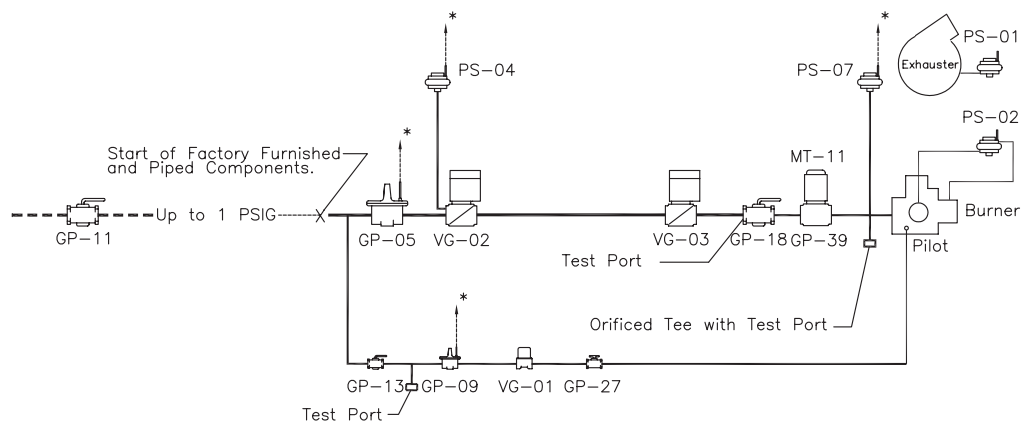 *
*
PS-01
PS-04
PS-07
Exhauster
PS-02
*
Start of Factory Furnished
and Piped Components.
MT-11
Up to 1 PSIG
Burner
GP-11
GP-05
VG-02
VG-03
GP-18
GP-39
Pilot
Test Port
*
Orificed Tee with Test Port
GP-13
GP-09
VG-01
GP-27
Test Port